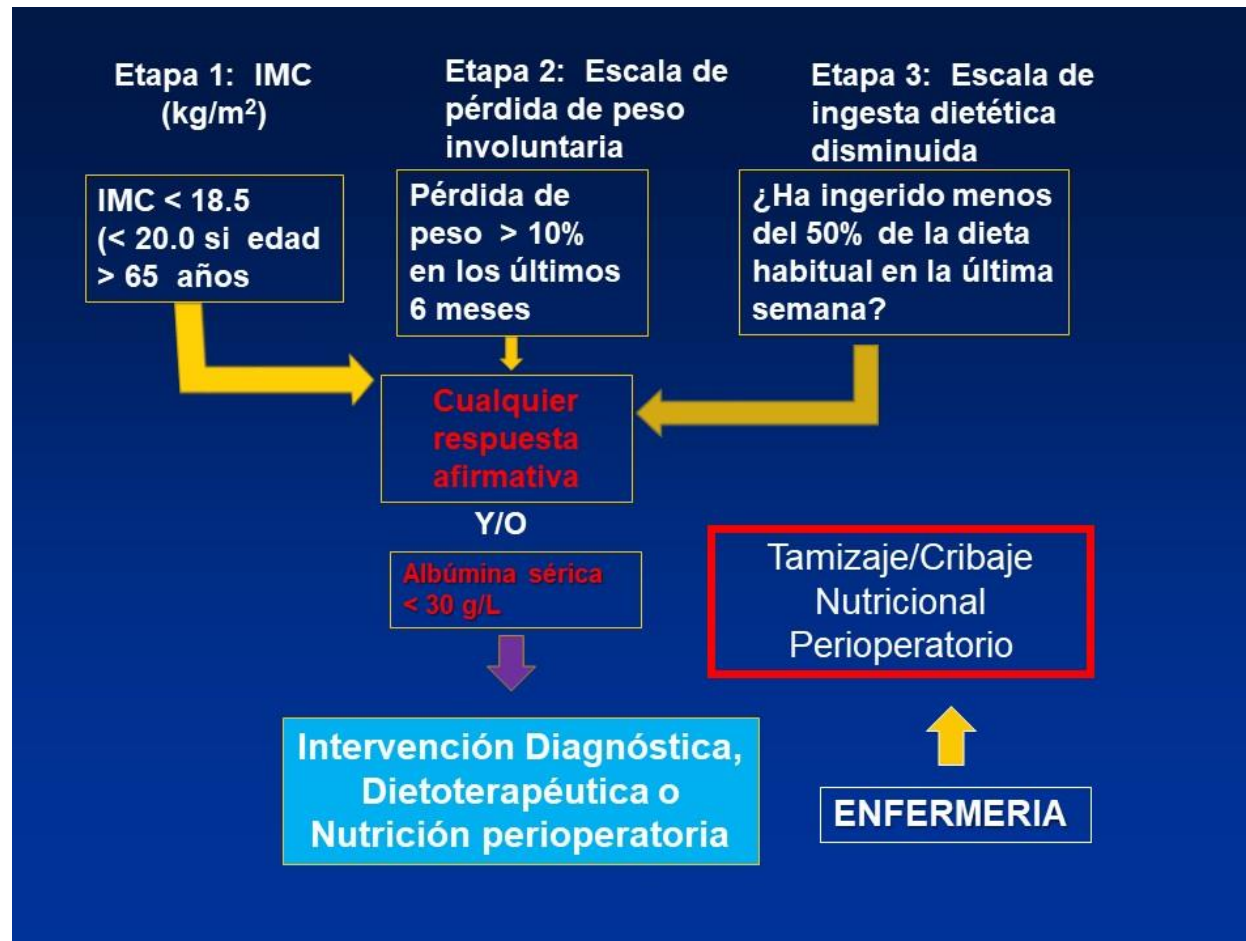 Etapa 1: IMC
(kg/m²)
IMC < 18.5
(< 20.0 si edad
> 65 años
Etapa 2: Escala de
pérdida de peso
involuntaria
Pérdida de
peso > 10%
en los últimos
6 meses
Etapa 3: Escala de
ingesta dietética
disminuida
¿Ha ingerido menos
del 50% de la dieta
habitual en la última
semana?
Cualquier
respuesta
afirmativa
Y/O
Albúmina sérica
< 30 g/L
Intervención Diagnóstica,
Dietoterapéutica o
Nutrición perioperatoria
Tamizaje/Cribaje
Nutricional
Perioperatorio
ENFERMERIA